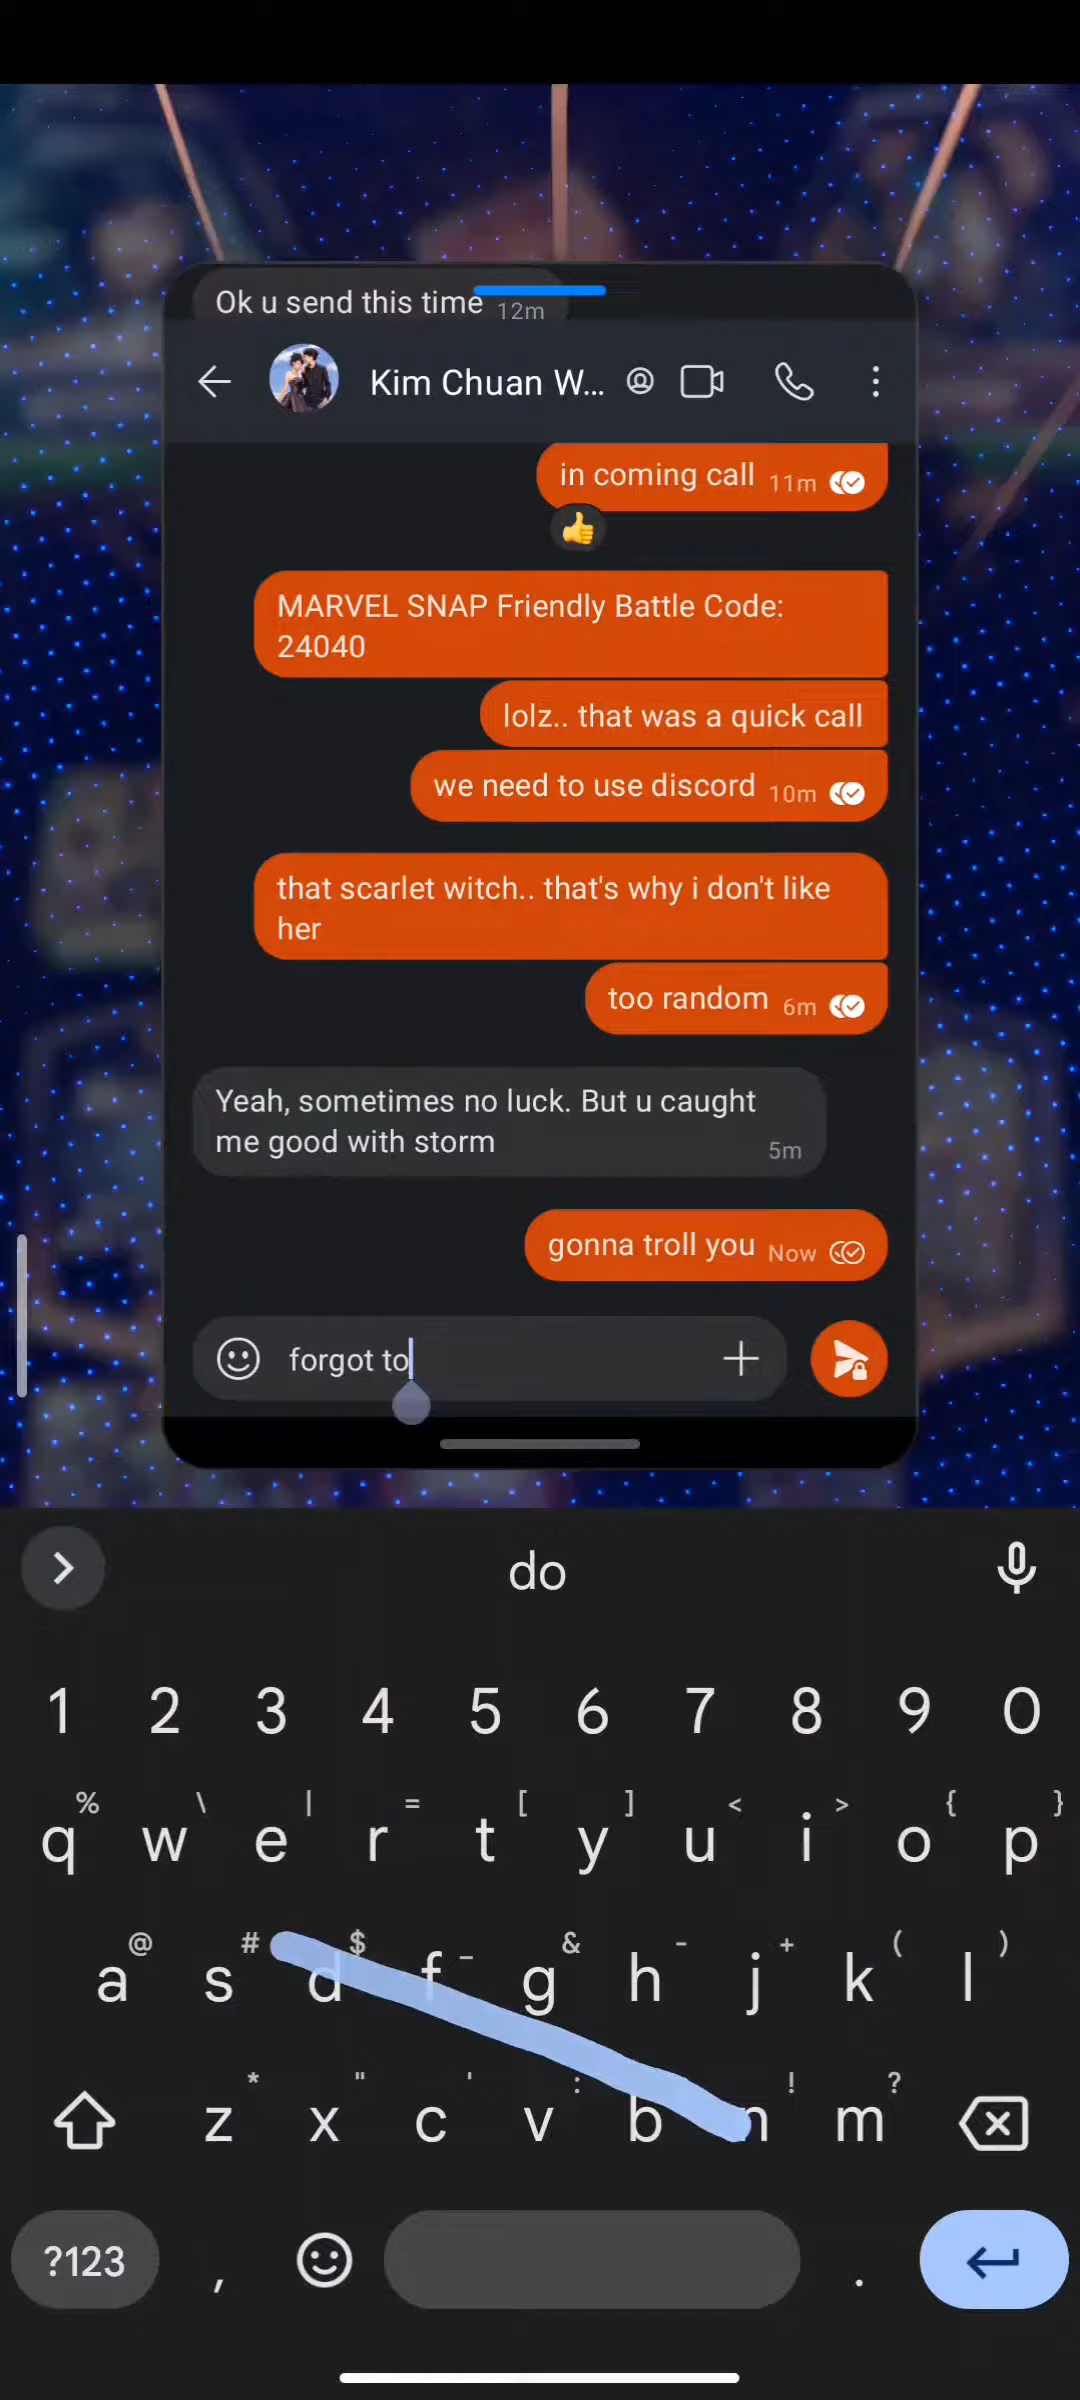 Ok u send this time 12m
Kim Chuan W...
in coming call 11m
👍
MARVEL SNAP Friendly Battle Code:
24040
lolz.. that was a quick call
we need to use discord 10m
that scarlet witch.. that's why i don't like
her
too random 6m
Yeah, sometimes no luck. But u caught
me good with storm 5m
gonna troll you Now
forgot to
do
1 2 3 4 5 6 7 8 9 0
% \ | = [ ] < > { }
q w e r t y u i o p
@ # $ _ & - + ( )
a s d f g h j k l
* " ' : ! ?
z x c v b n m
?123 , .